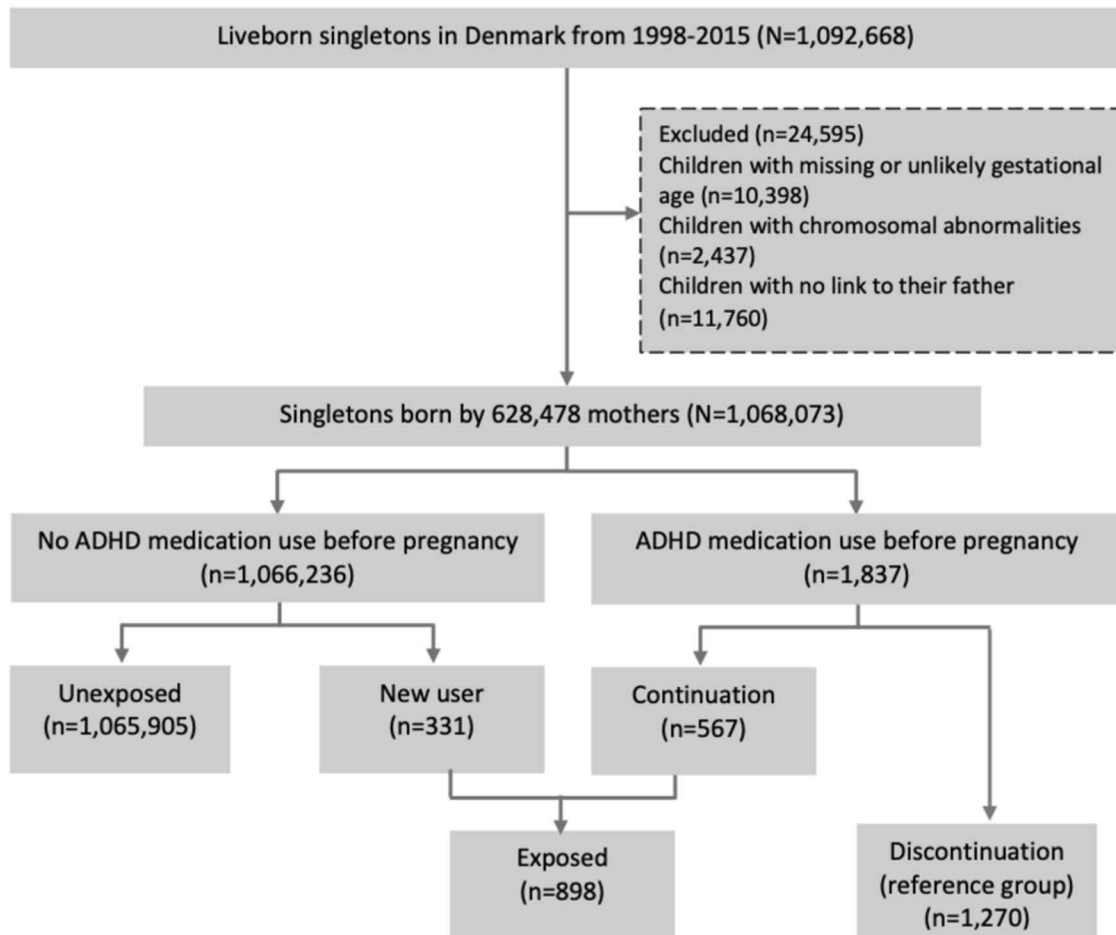 Liveborn singletons in Denmark from 1998-2015 (N=1,092,668)
Excluded (n=24,595)
Children with missing or unlikely gestational
age (n=10,398)
Children with chromosomal abnormalities
(n=2,437)
Children with no link to their father
(n=11,760)
Singletons born by 628,478 mothers (N=1,068,073)
No ADHD medication use before pregnancy
(n=1,066,236)
ADHD medication use before pregnancy
(n=1,837)
Unexposed
(n=1,065,905)
New user
(n=331)
Continuation
(n=567)
Exposed
(n=898)
Discontinuation
(reference group)
(n=1,270)